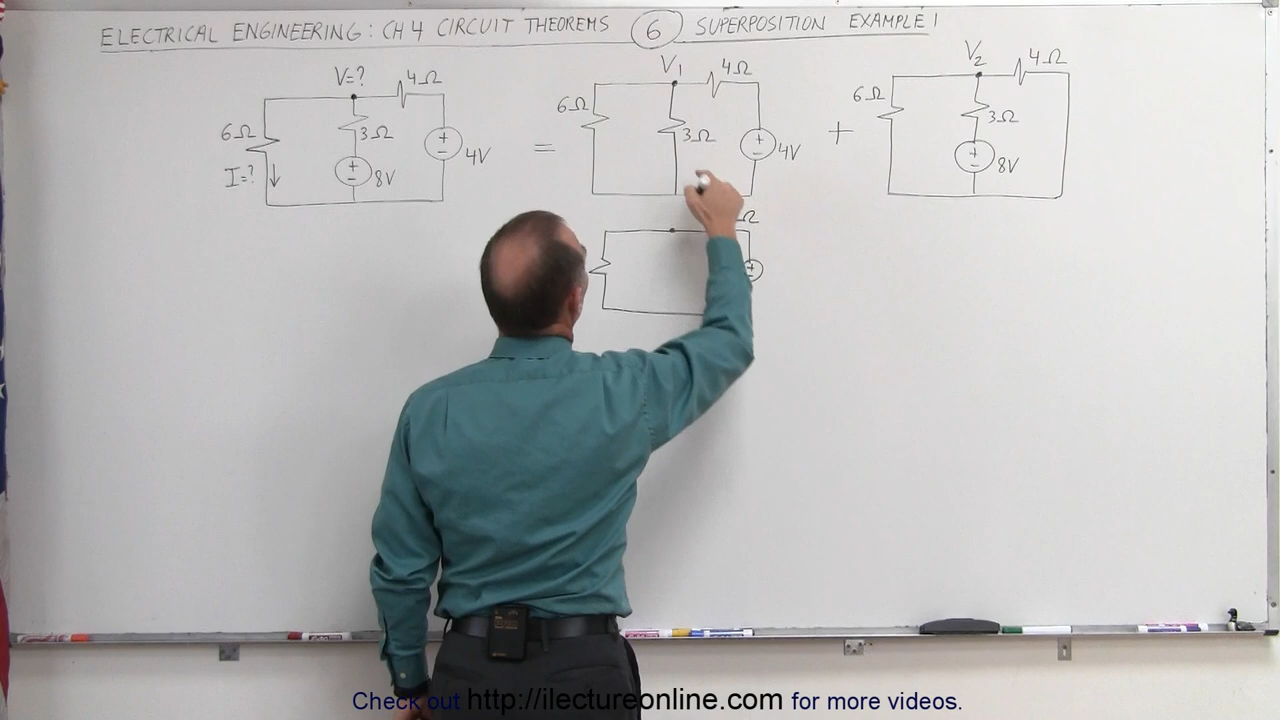 ELECTRICAL ENGINEERING: CH 4 CIRCUIT THEOREMS 6 SUPERPOSITION EXAMPLE 1
V=? 4Ω
6Ω 3Ω
I=? 8V 4V
=
V1 4Ω
6Ω 3Ω
4V
+
V2 4Ω
6Ω 3Ω
8V
Ω
Check out http://ilectureonline.com for more videos.